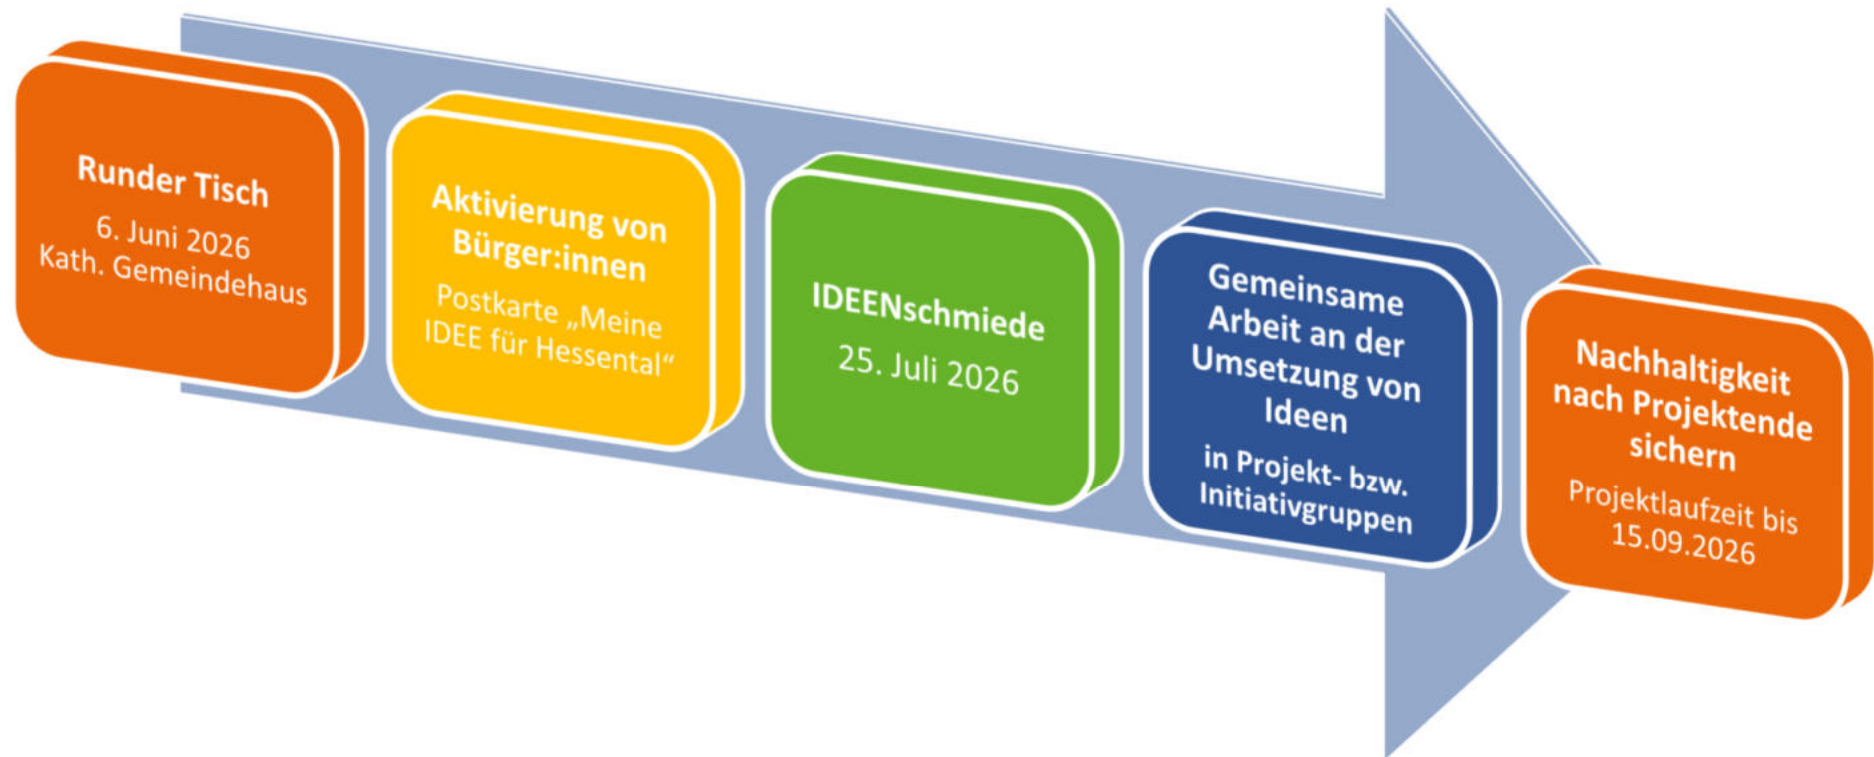 Runder Tisch
6. Juni 2026
Kath. Gemeindehaus
Aktivierung von
Bürger:innen
Postkarte „Meine
IDEE für Hessental“
IDEENschmiede
25. Juli 2026
Gemeinsame
Arbeit an der
Umsetzung von
Ideen
in Projekt- bzw.
Initiativgruppen
Nachhaltigkeit
nach Projektende
sichern
Projektlaufzeit bis
15.09.2026